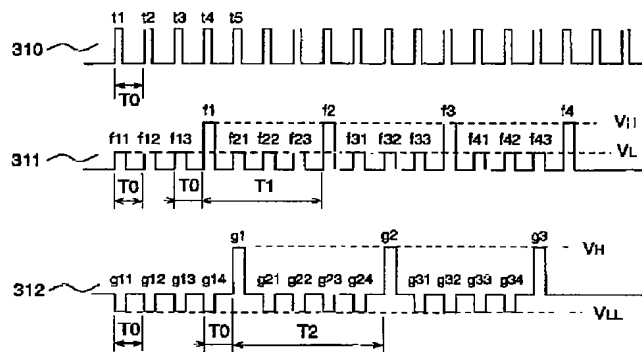 t1 t2 t3 t4 t5
310
T0
f1 f2 f3 f4 VH
f11 f12 f13 f21 f22 f23 f31 f32 f33 f41 f42 f43 VL
311
T0 T0 T1
g1 g2 g3 VH
g11 g12 g13 g14 g21 g22 g23 g24 g31 g32 g33 g34
312
VLL
T0 T0 T2